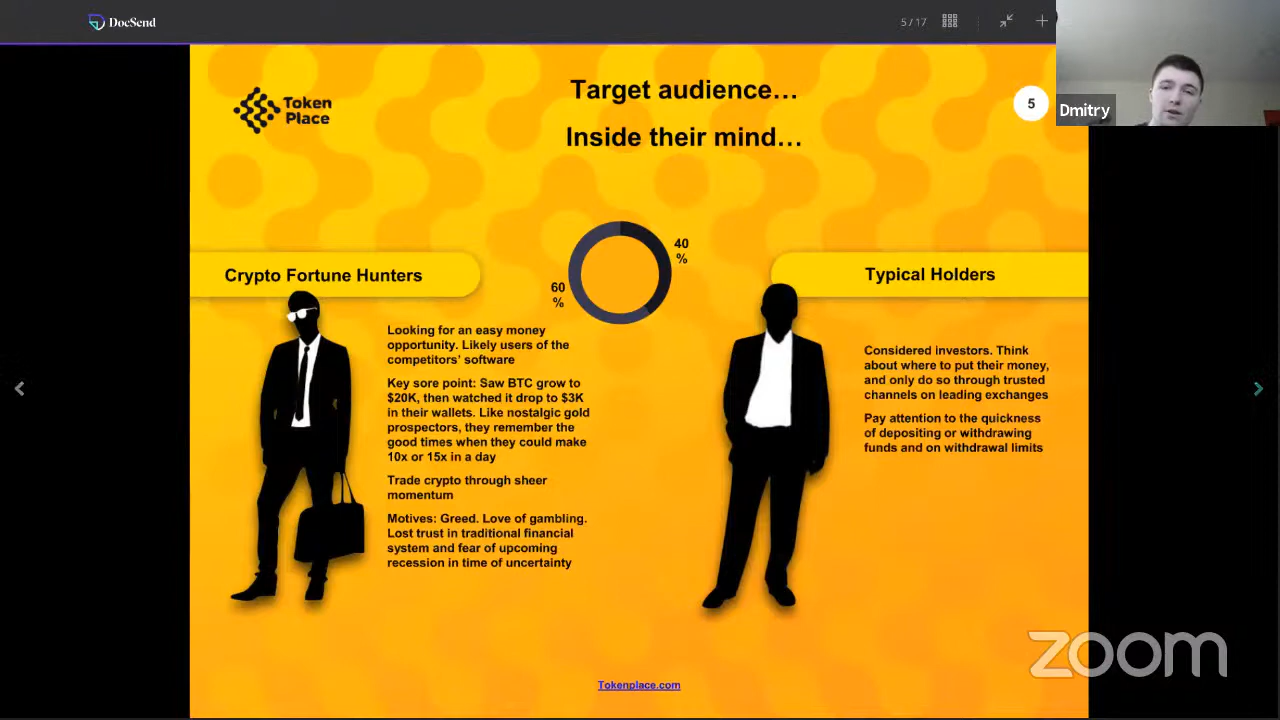 DocSend
5 / 17
Token
Place
Target audience…
Inside their mind…
5
Dmitry
40
%
60
%
Crypto Fortune Hunters
Looking for an easy money
opportunity. Likely users of the
competitors' software
Key sore point: Saw BTC grow to
$20K, then watched it drop to $3K
in their wallets. Like nostalgic gold
prospectors, they remember the
good times when they could make
10x or 15x in a day
Trade crypto through sheer
momentum
Motives: Greed. Love of gambling.
Lost trust in traditional financial
system and fear of upcoming
recession in time of uncertainty
Typical Holders
Considered investors. Think
about where to put their money,
and only do so through trusted
channels on leading exchanges
Pay attention to the quickness
of depositing or withdrawing
funds and on withdrawal limits
Tokenplace.com
zoom